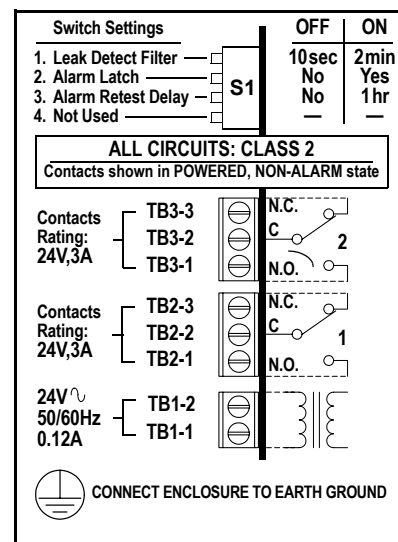 Switch Settings OFF ON
1. Leak Detect Filter 10sec 2min
2. Alarm Latch No Yes
3. Alarm Retest Delay No 1hr
4. Not Used — —
S1
ALL CIRCUITS: CLASS 2
Contacts shown in POWERED, NON-ALARM state
Contacts Rating: 24V,3A
TB3-3 N.C.
TB3-2 C
TB3-1 N.O.
2
Contacts Rating: 24V,3A
TB2-3 N.C.
TB2-2 C
TB2-1 N.O.
1
24V
50/60Hz
0.12A
TB1-2
TB1-1
CONNECT ENCLOSURE TO EARTH GROUND